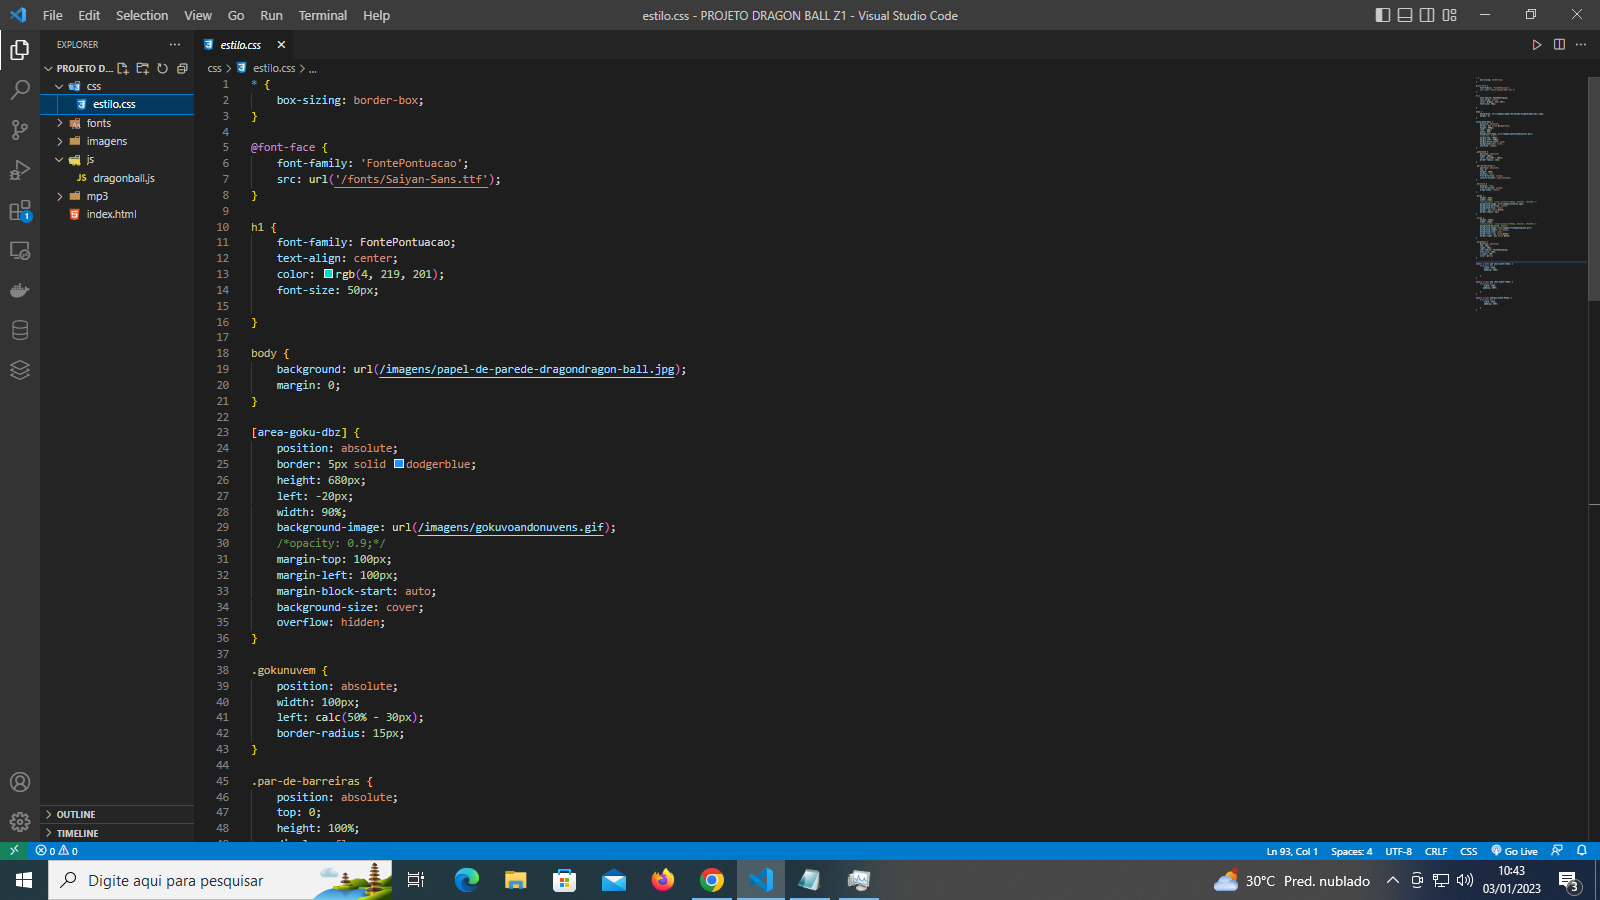 File Edit Selection View Go Run Terminal Help
estilo.css - PROJETO DRAGON BALL Z1 - Visual Studio Code
EXPLORER
PROJETO D...
css
estilo.css
fonts
imagens
js
JS dragonball.js
mp3
index.html
OUTLINE
TIMELINE
1
estilo.css
css > estilo.css > ...
1 * {
2     box-sizing: border-box;
3 }
4
5 @font-face {
6     font-family: 'FontePontuacao';
7     src: url('/fonts/Saiyan-Sans.ttf');
8 }
9
10 h1 {
11     font-family: FontePontuacao;
12     text-align: center;
13     color: rgb(4, 219, 201);
14     font-size: 50px;
15
16 }
17
18 body {
19     background: url(/imagens/papel-de-parede-dragondragon-ball.jpg);
20     margin: 0;
21 }
22
23 [area-goku-dbz] {
24     position: absolute;
25     border: 5px solid dodgerblue;
26     height: 680px;
27     left: -20px;
28     width: 90%;
29     background-image: url(/imagens/gokuvoandonuvens.gif);
30     /*opacity: 0.9;*/
31     margin-top: 100px;
32     margin-left: 100px;
33     margin-block-start: auto;
34     background-size: cover;
35     overflow: hidden;
36 }
37
38 .gokunuvem {
39     position: absolute;
40     width: 100px;
41     left: calc(50% - 30px);
42     border-radius: 15px;
43 }
44
45 .par-de-barreiras {
46     position: absolute;
47     top: 0;
48     height: 100%;
0 0
Ln 93, Col 1 Spaces: 4 UTF-8 CRLF CSS Go Live
Digite aqui para pesquisar
30°C Pred. nublado
10:43
03/01/2023
3